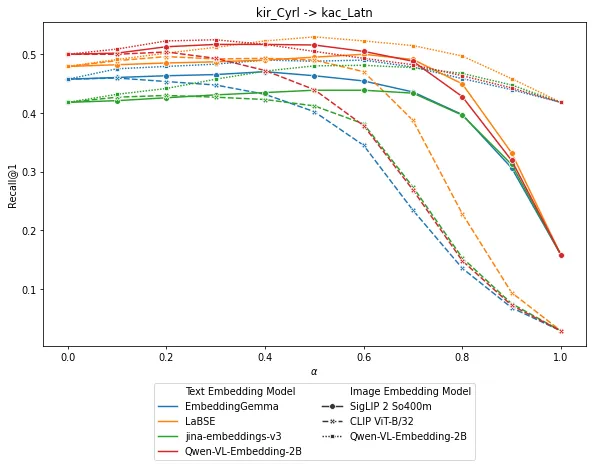 kir_Cyrl -> kac_Latn
Recall@1
0.5
0.4
0.3
0.2
0.1
0.0 0.2 0.4 0.6 0.8 1.0
α
Text Embedding Model Image Embedding Model
EmbeddingGemma SigLIP 2 So400m
LaBSE CLIP ViT-B/32
jina-embeddings-v3 Qwen-VL-Embedding-2B
Qwen-VL-Embedding-2B